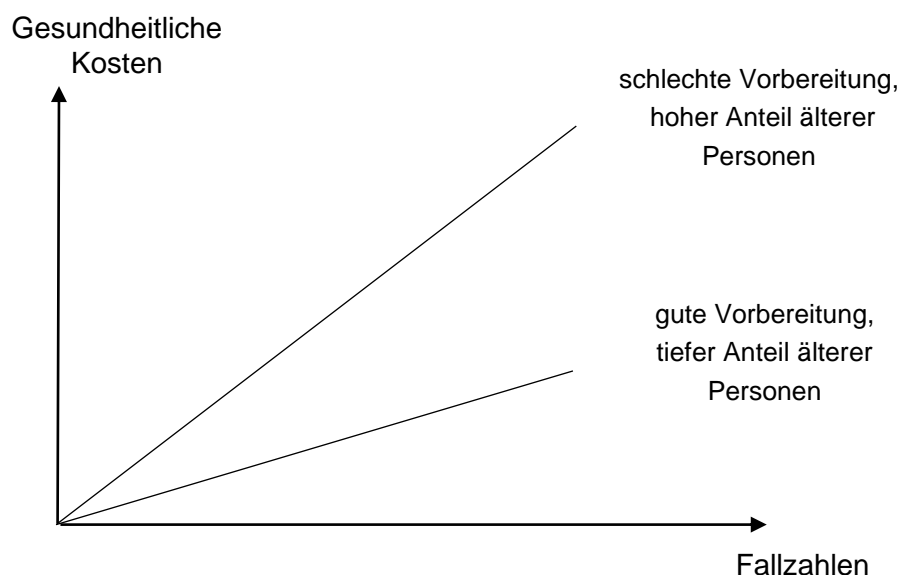 Gesundheitliche
Kosten
schlechte Vorbereitung,
hoher Anteil älterer
Personen
gute Vorbereitung,
tiefer Anteil älterer
Personen
Fallzahlen